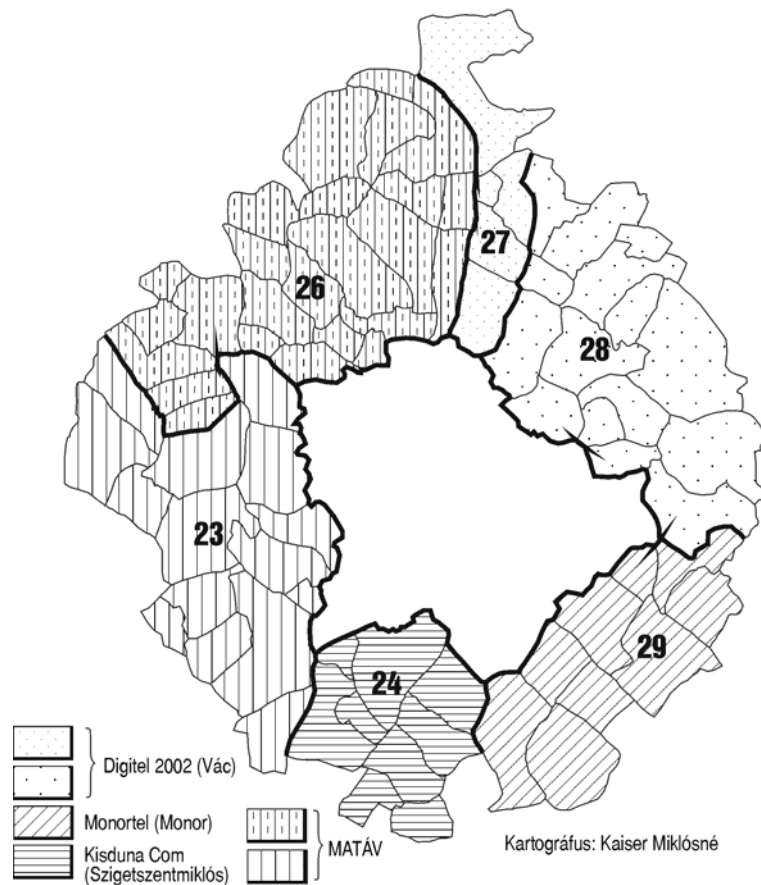 27
26
28
23
29
24
Digitel 2002 (Vác)
Monortel (Monor)
Kisduna Com
(Szigetszentmiklós)
MATÁV
Kartográfus: Kaiser Miklósné